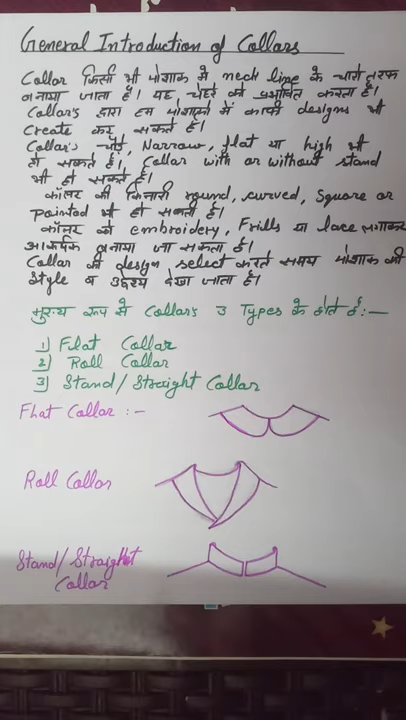 General Introduction of Collars
Collar किसी भी पोशाक में neck line के चारों तरफ
बनाया जाता है। यह चेहरे को प्रभावित करता है।
Collar's द्वारा हम पोशाकों में काफी designs भी
Create कर सकते हैं।
Collar's चौड़े, Narrow, flat या high भी
हो सकते हैं। Collar with or without stand
भी हो सकते हैं।
कॉलर की किनारी round, curved, Square or
pointed भी हो सकती है।
कॉलर को embroidery, Frills या lace लगाकर
आकर्षक बनाया जा सकता है।
Collar की design select करते समय पोशाक की
Style व उद्देश्य देखा जाता है।
मुख्य रूप से Collar's 3 Types के होते हैं:—
1) Flat Collar
2) Roll Collar
3) Stand/Straight Collar
Flat Collar :-
Roll Collar
Stand/Straight
Collar